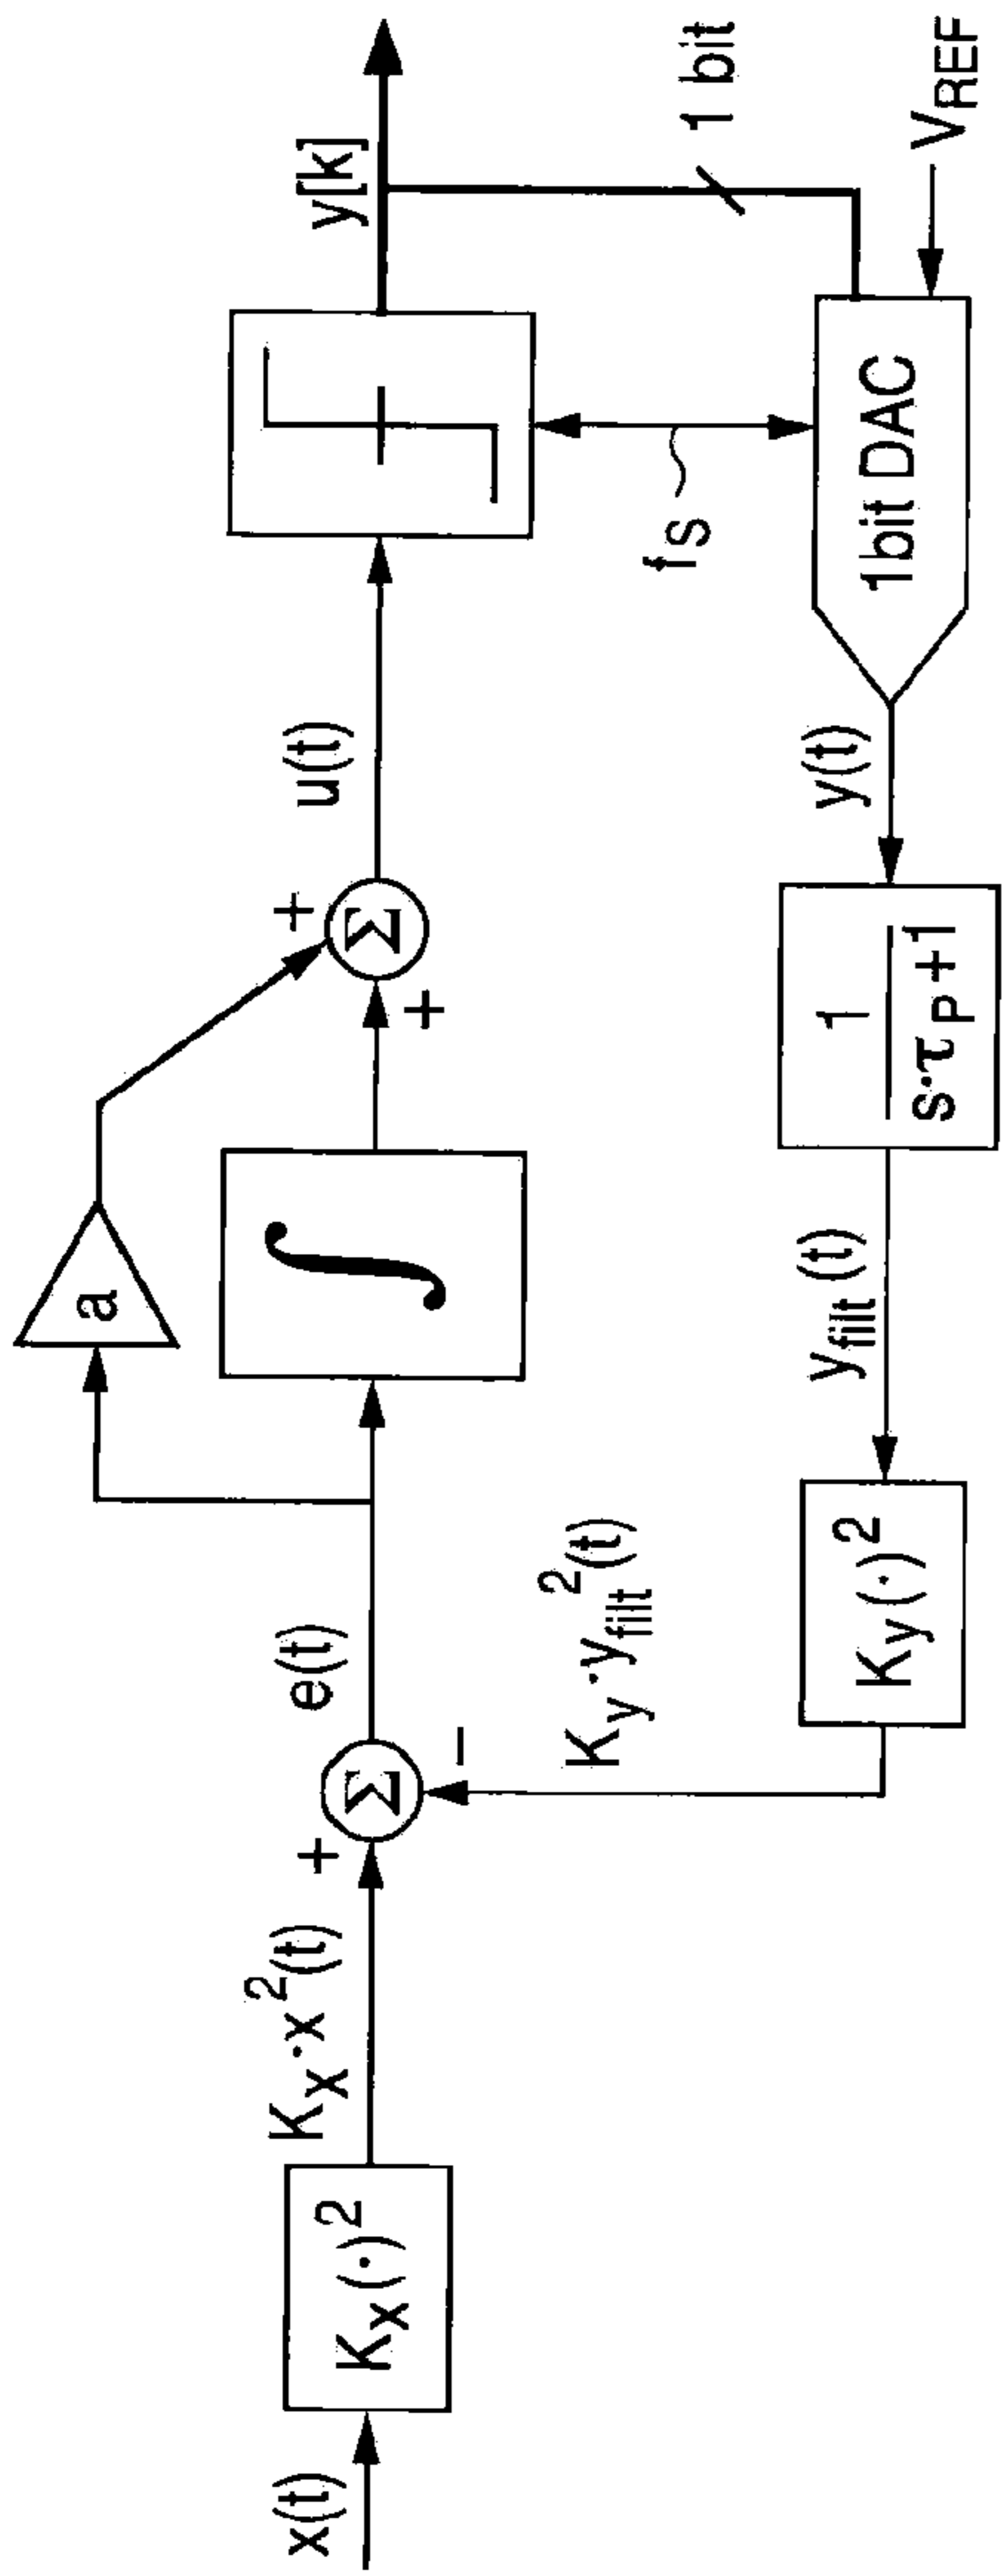 x(t)
Kx(·)²
Kx·x²(t)
+
Σ
−
e(t)
a
∫
+
+
Σ
u(t)
y[k]
1 bit
fS
VREF
1bit DAC
y(t)
1
s·τP+1
yfilt(t)
Ky(·)²
Ky·yfilt²(t)